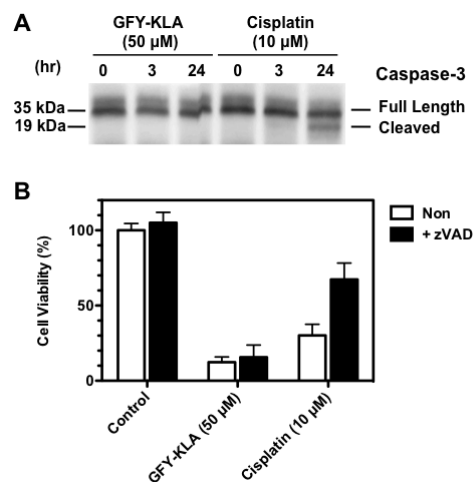 A
GFY-KLA Cisplatin
(50 µM) (10 µM)
(hr) 0 3 24 0 3 24 Caspase-3
35 kDa Full Length
19 kDa Cleaved
B
Non
+ zVAD
Cell Viability (%)
100
50
0
Control
GFY-KLA (50 µM)
Cisplatin (10 µM)